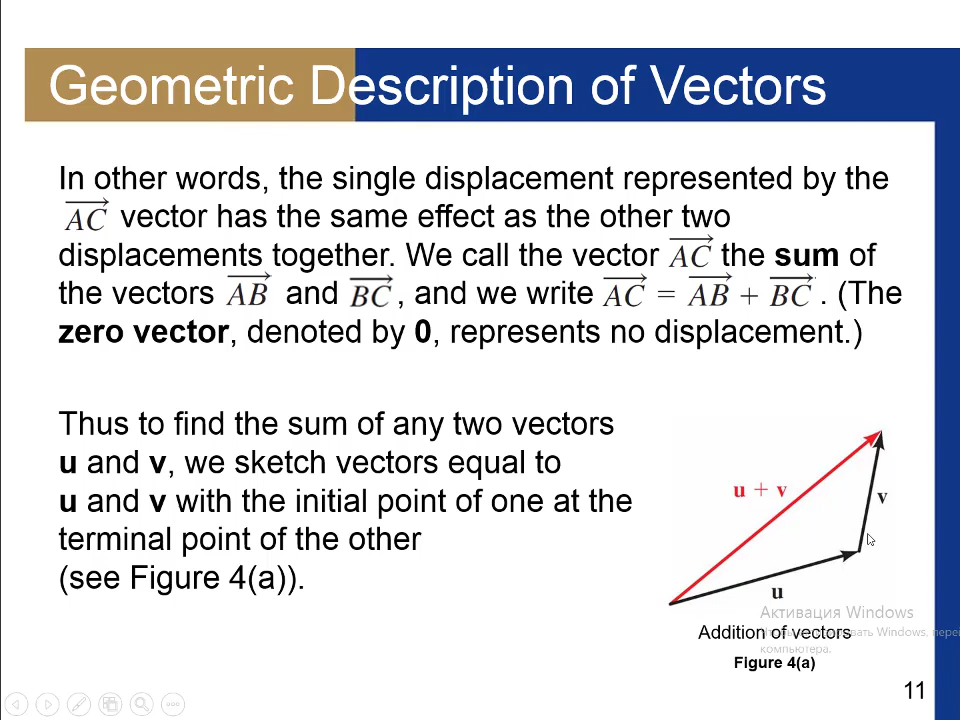 Geometric Description of Vectors
In other words, the single displacement represented by the
AC vector has the same effect as the other two
displacements together. We call the vector AC the sum of
the vectors AB and BC, and we write AC = AB + BC. (The
zero vector, denoted by 0, represents no displacement.)
Thus to find the sum of any two vectors
u and v, we sketch vectors equal to
u and v with the initial point of one at the
terminal point of the other
(see Figure 4(a)).
u + v
v
u
Активация Windows
Addition of vectors
Windows, пере
компьютера.
Figure 4(a)
11